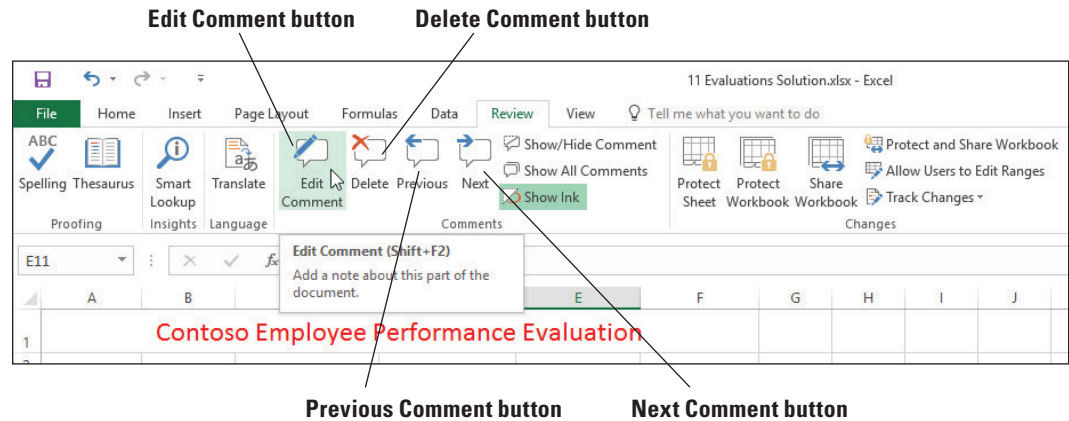 Edit Comment button Delete Comment button
11 Evaluations Solution.xlsx - Excel
File Home Insert Page Layout Formulas Data Review View Tell me what you want to do
ABC
Spelling Thesaurus Smart Lookup Translate Edit Comment Delete Previous Next
Show/Hide Comment
Show All Comments
Show Ink
Protect Sheet Protect Workbook Share Workbook
Protect and Share Workbook
Allow Users to Edit Ranges
Track Changes
Proofing Insights Language Comments Changes
E11 fx
Edit Comment (Shift+F2)
Add a note about this part of the
document.
A B E F G H I J
1 Contoso Employee Performance Evaluation
Previous Comment button Next Comment button